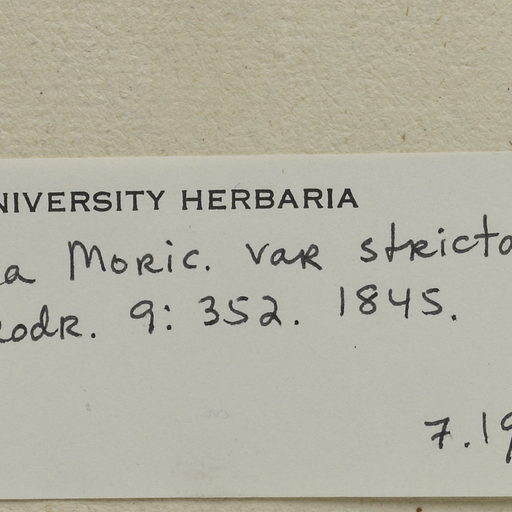 NIVERSITY HERBARIA
a Moric. var stricta
rodr. 9: 352. 1845.
7.19